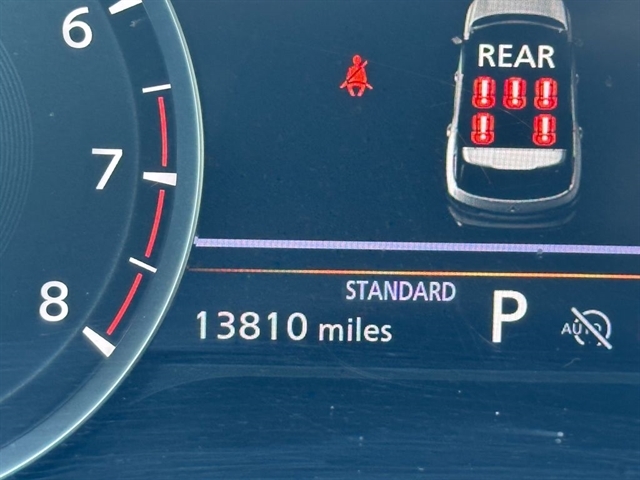 6
REAR
7
8
STANDARD
13810 miles
P
AUTO